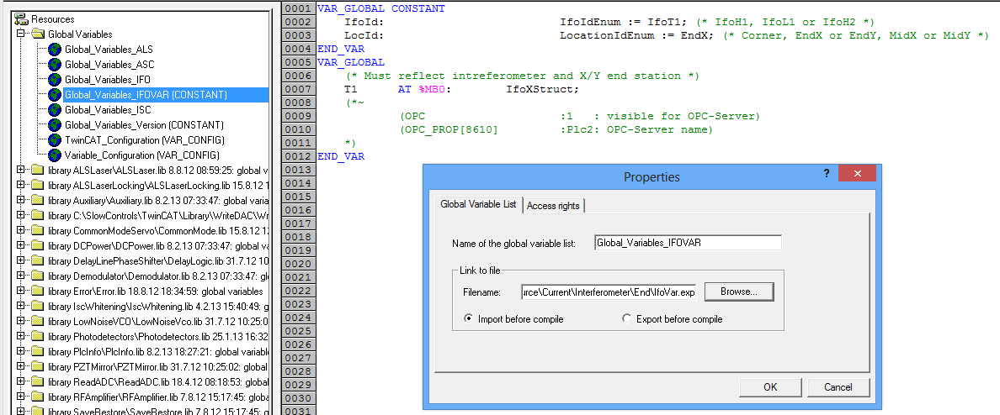 Resources
Global Variables
Global_Variables_ALS
Global_Variables_ASC
Global_Variables_IFO
Global_Variables_IFOVAR (CONSTANT)
Global_Variables_ISC
Global_Variables_Version (CONSTANT)
TwinCAT_Configuration (VAR_CONFIG)
Variable_Configuration (VAR_CONFIG)
library ALSLaser\ALSLaser.lib 8.8.12 08:59:25: global v
library ALSLaserLocking\ALSLaserLocking.lib 15.8.12 1
library Auxiliary\Auxiliary.lib 8.2.13 07:33:47: global varia
library C:\SlowControls\TwinCAT\Library\WriteDAC\Wr
library CommonModeServo\CommonMode.lib 15.8.12
library DCPower\DCPower.lib 8.2.13 07:33:47: global va
library DelayLinePhaseShifter\DelayLogic.lib 31.7.12 10
library Demodulator\Demodulator.lib 8.2.13 07:33:47: glo
library Error\Error.lib 18.8.12 18:34:59: global variables
library IscWhitening\IscWhitening.lib 4.2.13 15:40:49: g
library LowNoiseVCO\LowNoiseVco.lib 31.7.12 10:25:0
library Photodetectors\Photodetectors.lib 25.1.13 16:32
library PlcInfo\PlcInfo.lib 8.2.13 18:27:21: global variable
library PZTMirror\PZTMirror.lib 31.7.12 10:25:02: global
library ReadADC\ReadADC.lib 18.4.12 08:18:53: global
library RFAmplifier\RFAmplifier.lib 7.8.12 15:17:45: global
library SaveRestore\SaveRestore.lib 7.8.12 15:17:45: g
0001 VAR_GLOBAL CONSTANT
0002 IfoId: IfoIdEnum := IfoT1; (* IfoH1, IfoL1 or IfoH2 *)
0003 LocId: LocationIdEnum := EndX; (* Corner, EndX or EndY, MidX or MidY *)
0004 END_VAR
0005 VAR_GLOBAL
0006 (* Must reflect intreferometer and X/Y end station *)
0007 T1 AT %MB0: IfoXStruct;
0008 (*~
0009 (OPC :1 : visible for OPC-Server)
0010 (OPC_PROP[8610] :Plc2: OPC-Server name)
0011 *)
0012 END_VAR
0013
0014
0015
0016
0017
0018
0019
0020
0021
0022
0023
0024
0025
0026
0027
0028
0029
0030
0031
Properties
?
Global Variable List
Access rights
Name of the global variable list: Global_Variables_IFOVAR
Link to file
Filename: urce\Current\Interferometer\End\IfoVar.exp Browse...
Import before compile Export before compile
OK Cancel